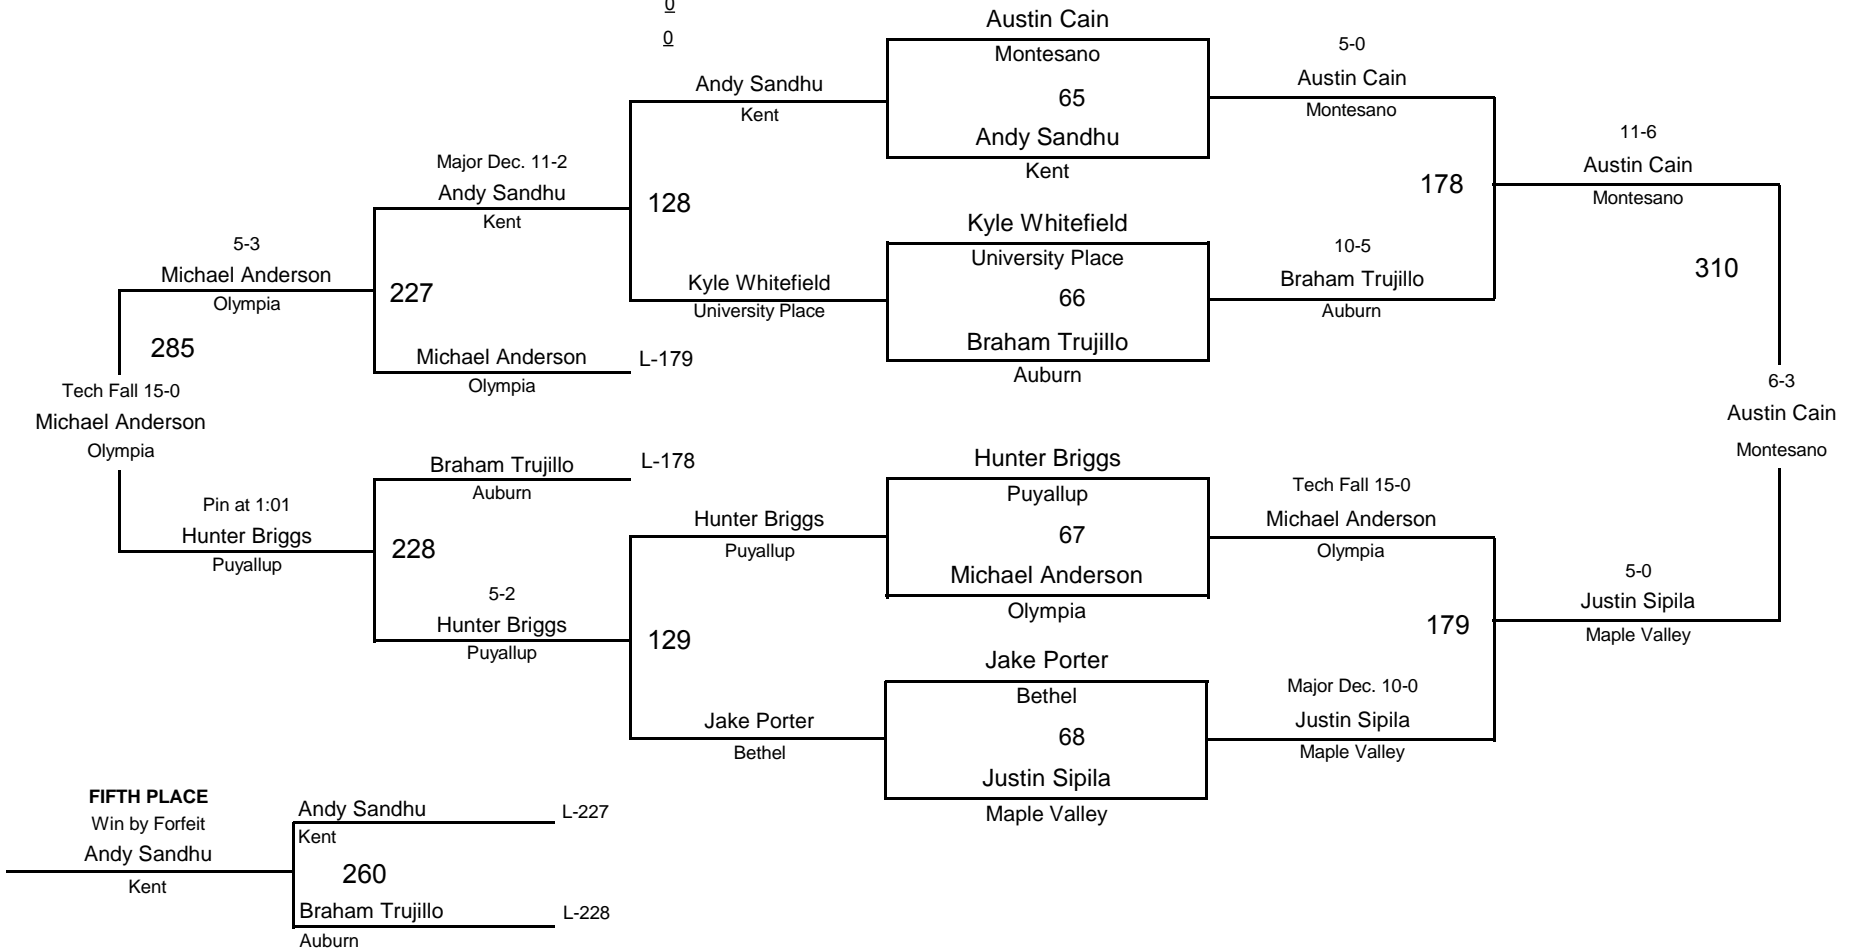 0
0
Austin Cain
Montesano
65
Andy Sandhu
Kent
Kyle Whitefield
University Place
66
Braham Trujillo
Auburn
Hunter Briggs
Puyallup
67
Michael Anderson
Olympia
Jake Porter
Bethel
68
Justin Sipila
Maple Valley
5-0
Austin Cain
Montesano
178
10-5
Braham Trujillo
Auburn
Tech Fall 15-0
Michael Anderson
Olympia
179
Major Dec. 10-0
Justin Sipila
Maple Valley
11-6
Austin Cain
Montesano
310
5-0
Justin Sipila
Maple Valley
6-3
Austin Cain
Montesano
Andy Sandhu
Kent
128
Kyle Whitefield
University Place
Hunter Briggs
Puyallup
129
Jake Porter
Bethel
Major Dec. 11-2
Andy Sandhu
Kent
227
Michael Anderson
L-179
Olympia
Braham Trujillo
L-178
Auburn
228
5-2
Hunter Briggs
Puyallup
5-3
Michael Anderson
Olympia
285
Pin at 1:01
Hunter Briggs
Puyallup
Tech Fall 15-0
Michael Anderson
Olympia
FIFTH PLACE
Win by Forfeit
Andy Sandhu
Kent
Andy Sandhu
L-227
Kent
260
Braham Trujillo
L-228
Auburn